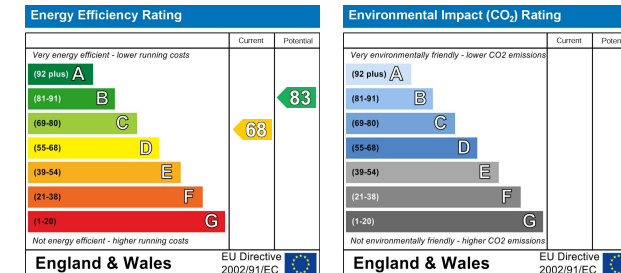 Energy Efficiency Rating
Current Potential
Very energy efficient - lower running costs
(92 plus) A
(81-91) B
83
(69-80) C
68
(55-68) D
(39-54) E
(21-38) F
(1-20) G
Not energy efficient - higher running costs
England & Wales
EU Directive
2002/91/EC
Environmental Impact (CO₂) Rating
Current Poten
Very environmentally friendly - lower CO2 emissions
(92 plus) A
(81-91) B
(69-80) C
(55-68) D
(39-54) E
(21-38) F
(1-20) G
Not environmentally friendly - higher CO2 emissions
England & Wales
EU Directive
2002/91/EC